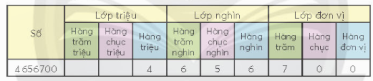 Số Lớp triệu Lớp nghìn Lớp đơn vị
Hàng trăm triệu Hàng chục triệu Hàng triệu Hàng trăm nghìn Hàng chục nghìn Hàng nghìn Hàng trăm Hàng chục Hàng đơn vị
4 656 700 4 6 5 6 7 0 0